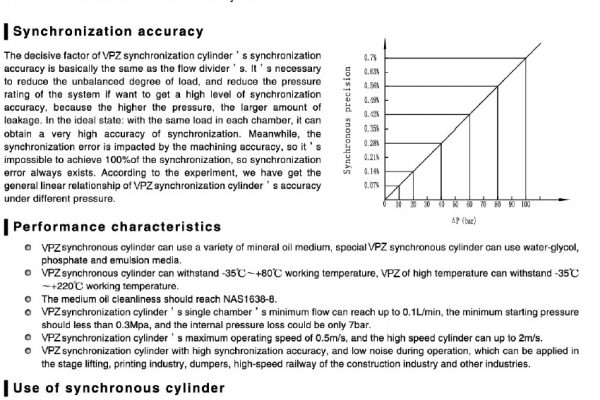 Synchronization accuracy
The decisive factor of VPZ synchronization cylinder ' s synchronization
accuracy is basically the same as the flow divider ' s. It ' s necessary
to reduce the unbalanced degree of load, and reduce the pressure
rating of the system if want to get a high level of synchronization
accuracy, because the higher the pressure, the larger amount of
leakage. In the ideal state: with the same load in each chamber, it can
obtain a very high accuracy of synchronization. Meanwhile, the
synchronization error is impacted by the machining accuracy, so it ' s
impossible to achieve 100%of the synchronization, so synchronization
error always exists. According to the experiment, we have get the
general linear relationship of VPZ synchronization cylinder ' s accuracy
under different pressure.
Synchronous precision
0.7%
0.63%
0.56%
0.49%
0.42%
0.35%
0.28%
0.21%
0.14%
0.07%
0 10 20 30 40 50 60 70 80 90 100
ΔP (bar)
Performance characteristics
VPZ synchronous cylinder can use a variety of mineral oil medium, special VPZ synchronous cylinder can use water-glycol,
phosphate and emulsion media.
VPZ synchronous cylinder can withstand -35℃~+80℃ working temperature, VPZ of high temperature can withstand -35℃
~+220℃ working temperature.
The medium oil cleanliness should reach NAS1638-8.
VPZ synchronization cylinder ' s single chamber ' s minimum flow can reach up to 0.1L/min, the minimum starting pressure
should less than 0.3Mpa, and the internal pressure loss could be only 7bar.
VPZ synchronization cylinder ' s maximum operating speed of 0.5m/s, and the high speed cylinder can up to 2m/s.
VPZ synchronization cylinder with high synchronization accuracy, and low noise during operation, which can be applied in
the stage lifting, printing industry, dumpers, high-speed railway of the construction industry and other industries.
Use of synchronous cylinder